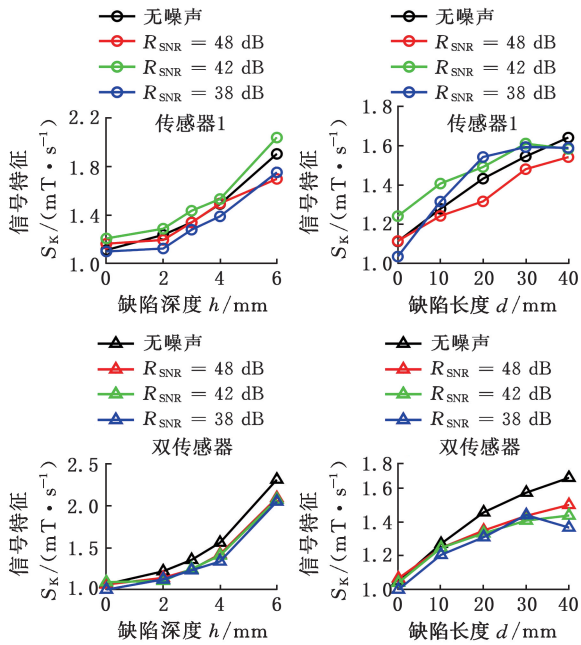 无噪声
R_SNR = 48 dB
R_SNR = 42 dB
R_SNR = 38 dB
传感器1
信号特征
S_K/(mT·s⁻¹)
2.2
1.8
1.4
1.0
0 2 4 6
缺陷深度 h/mm
无噪声
R_SNR = 48 dB
R_SNR = 42 dB
R_SNR = 38 dB
传感器1
信号特征
S_K/(mT·s⁻¹)
1.8
1.6
1.4
1.2
1.0
0 10 20 30 40
缺陷长度 d/mm
无噪声
R_SNR = 48 dB
R_SNR = 42 dB
R_SNR = 38 dB
双传感器
信号特征
S_K/(mT·s⁻¹)
2.5
2.0
1.5
1.0
0 2 4 6
缺陷深度 h/mm
无噪声
R_SNR = 48 dB
R_SNR = 42 dB
R_SNR = 38 dB
双传感器
信号特征
S_K/(mT·s⁻¹)
1.8
1.6
1.4
1.2
1.0
0 10 20 30 40
缺陷长度 d/mm